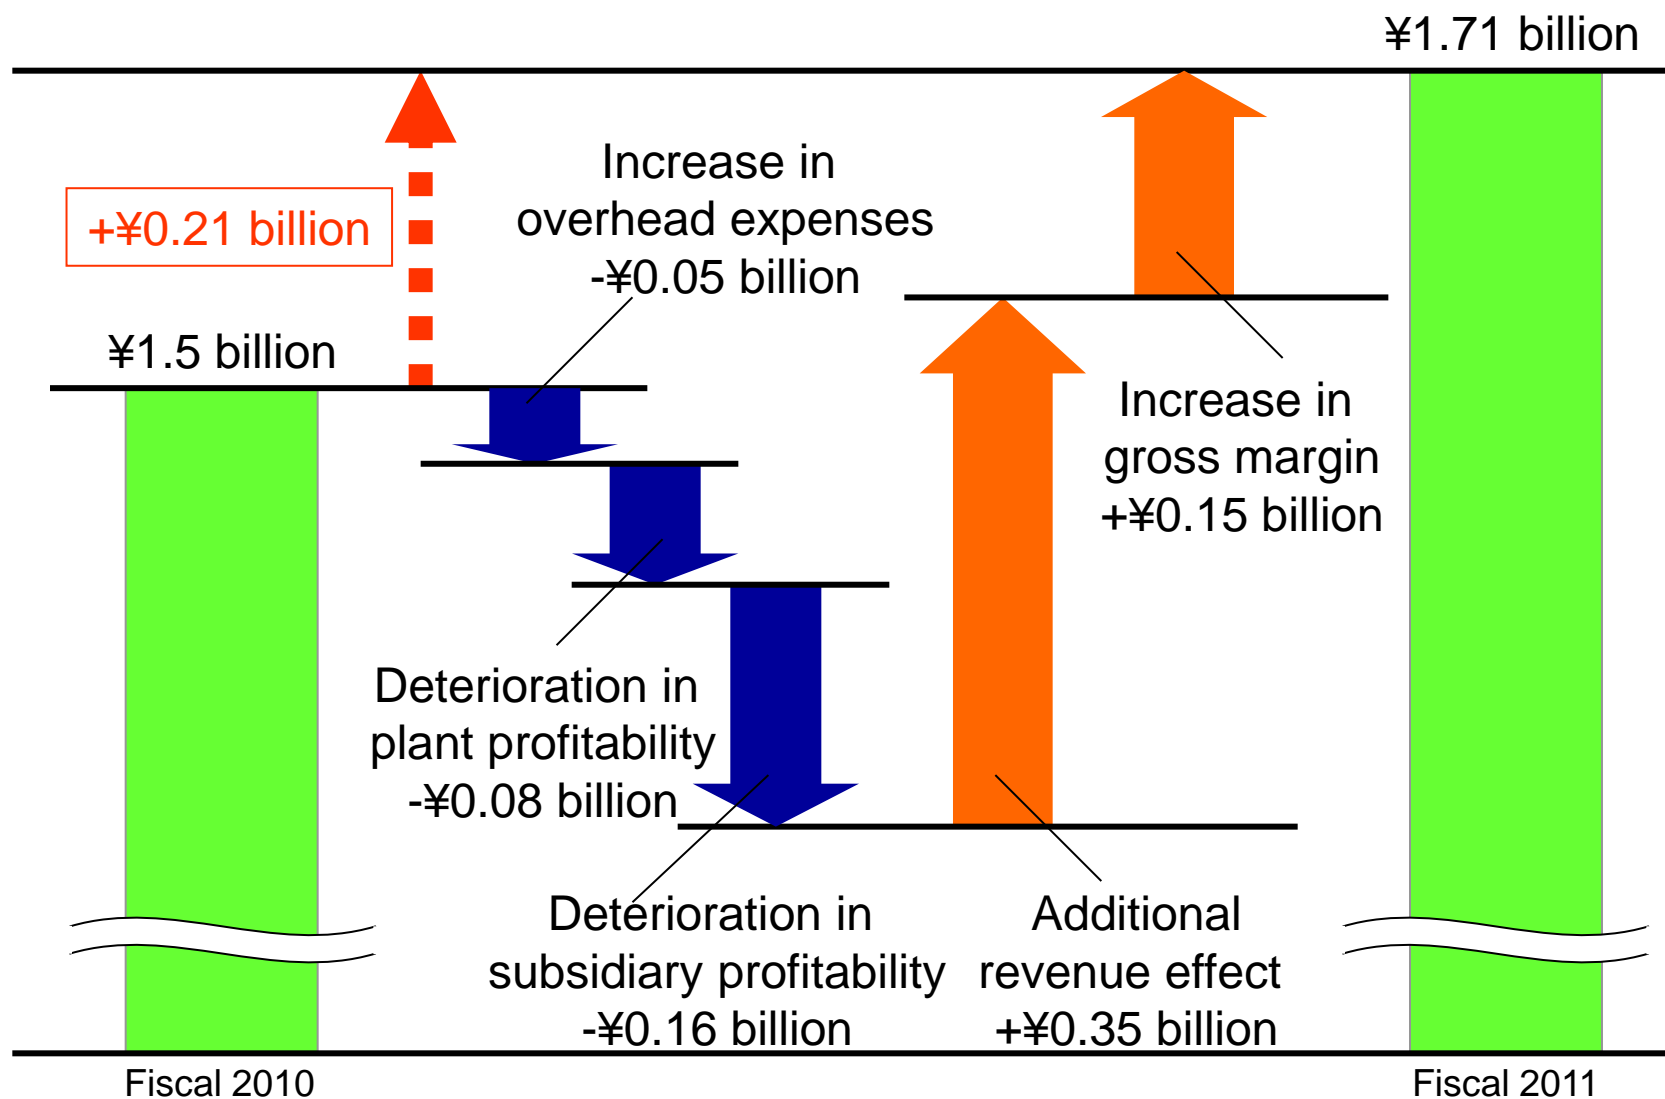 ¥1.71 billion
Increase in
overhead expenses
-¥0.05 billion
+¥0.21 billion
¥1.5 billion
Increase in
gross margin
+¥0.15 billion
Deterioration in
plant profitability
-¥0.08 billion
Deterioration in
subsidiary profitability
-¥0.16 billion
Additional
revenue effect
+¥0.35 billion
Fiscal 2010
Fiscal 2011